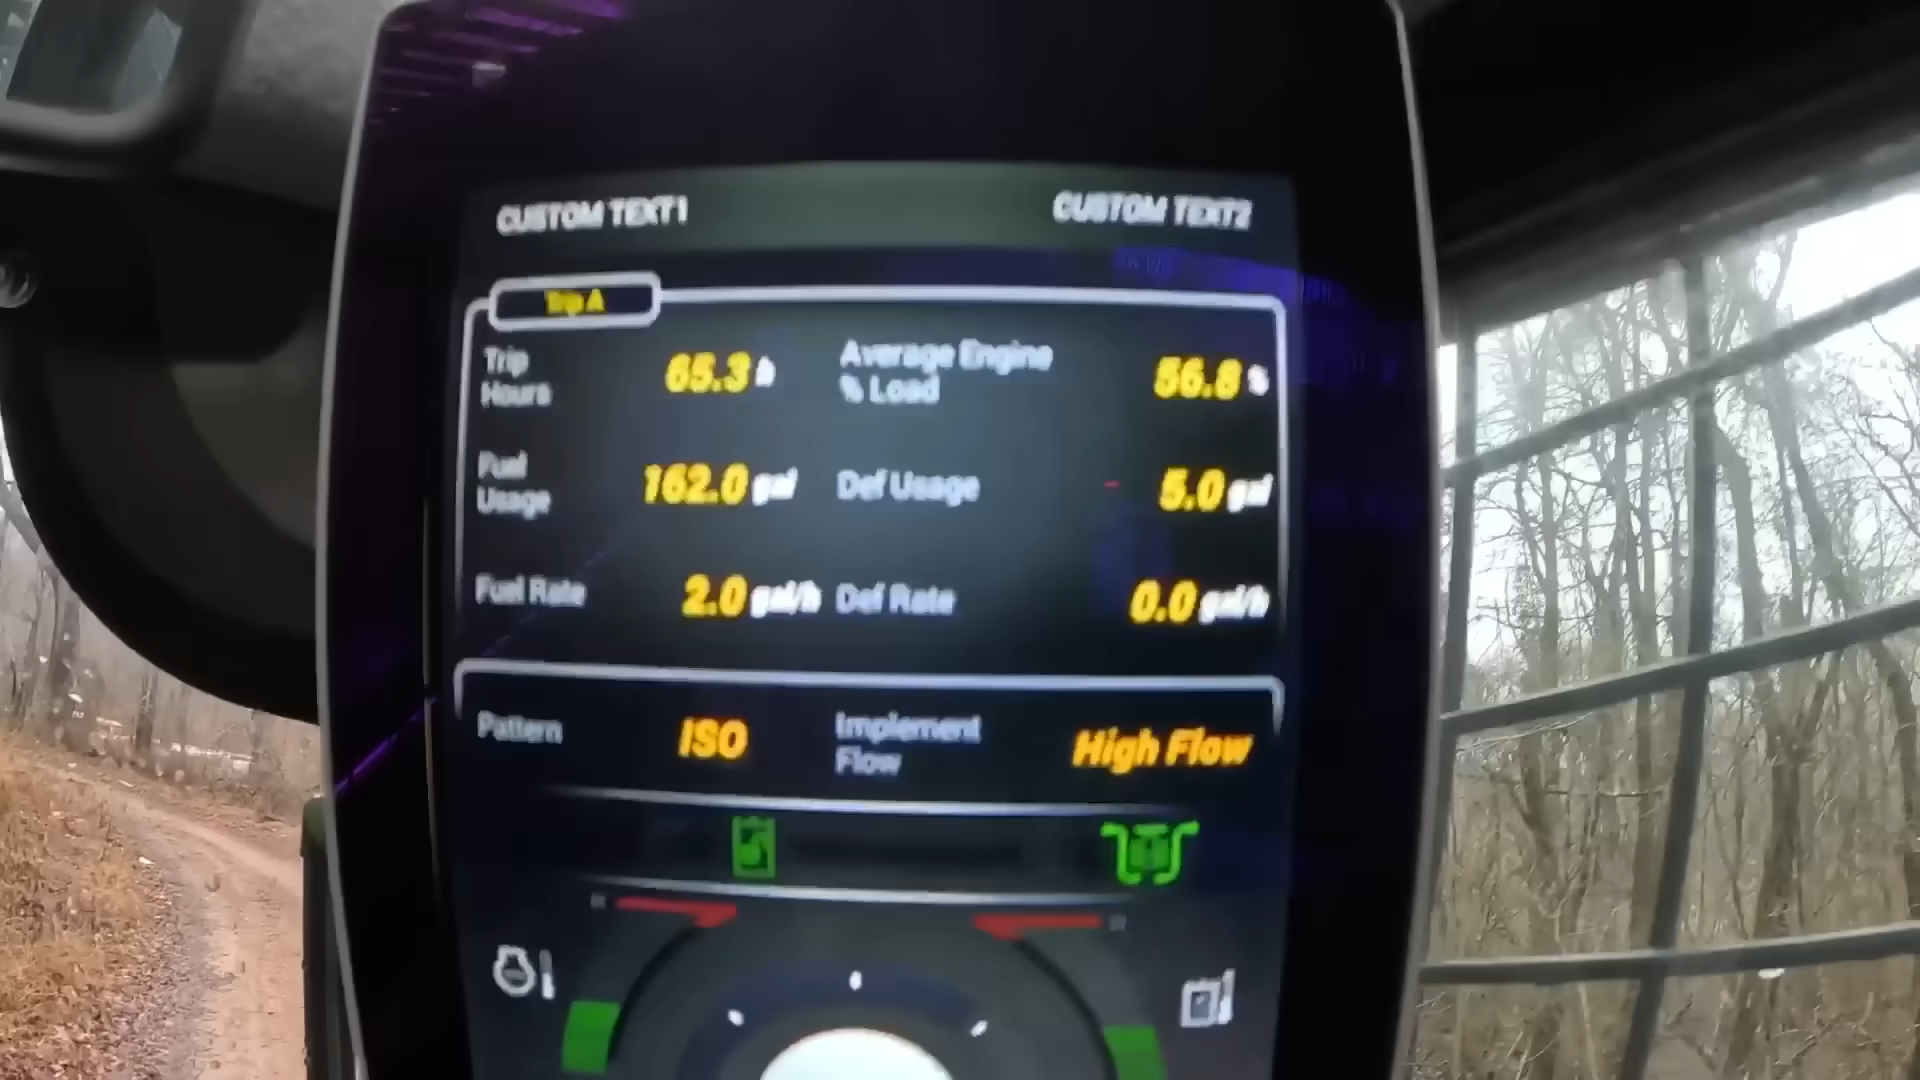 CUSTOM TEXT1 CUSTOM TEXT2
Trip A
Trip Hours 65.3 h Average Engine % Load 56.8 %
Fuel Usage 162.0 gal Def Usage 5.0 gal
Fuel Rate 2.0 gal/h Def Rate 0.0 gal/h
Pattern ISO Implement Flow High Flow